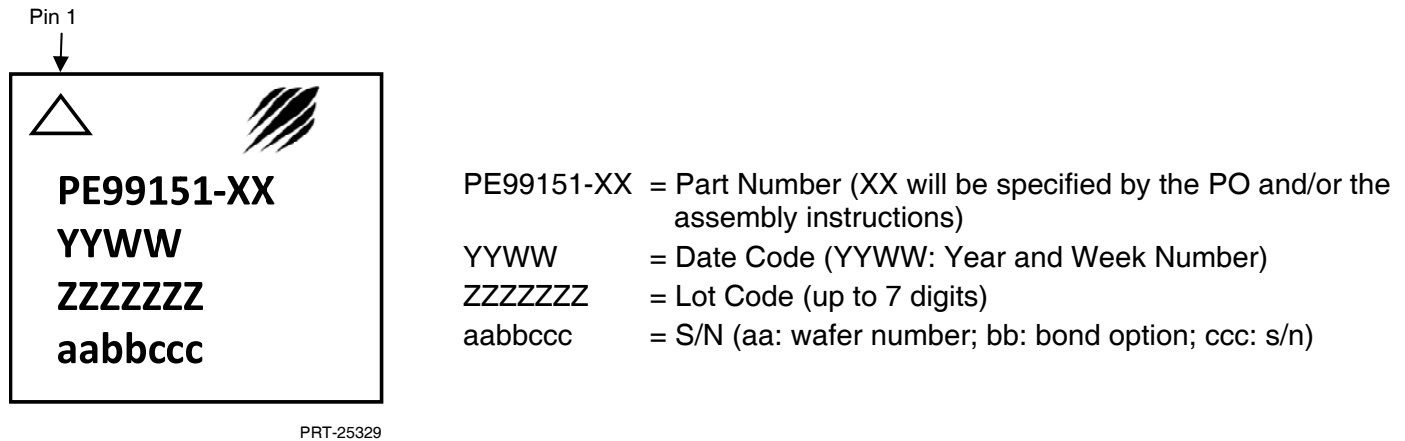 Pin 1
PE99151-XX
YYWW
ZZZZZZZ
aabbccc
PRT-25329
PE99151-XX = Part Number (XX will be specified by the PO and/or the
assembly instructions)
YYWW = Date Code (YYWW: Year and Week Number)
ZZZZZZZ = Lot Code (up to 7 digits)
aabbccc = S/N (aa: wafer number; bb: bond option; ccc: s/n)